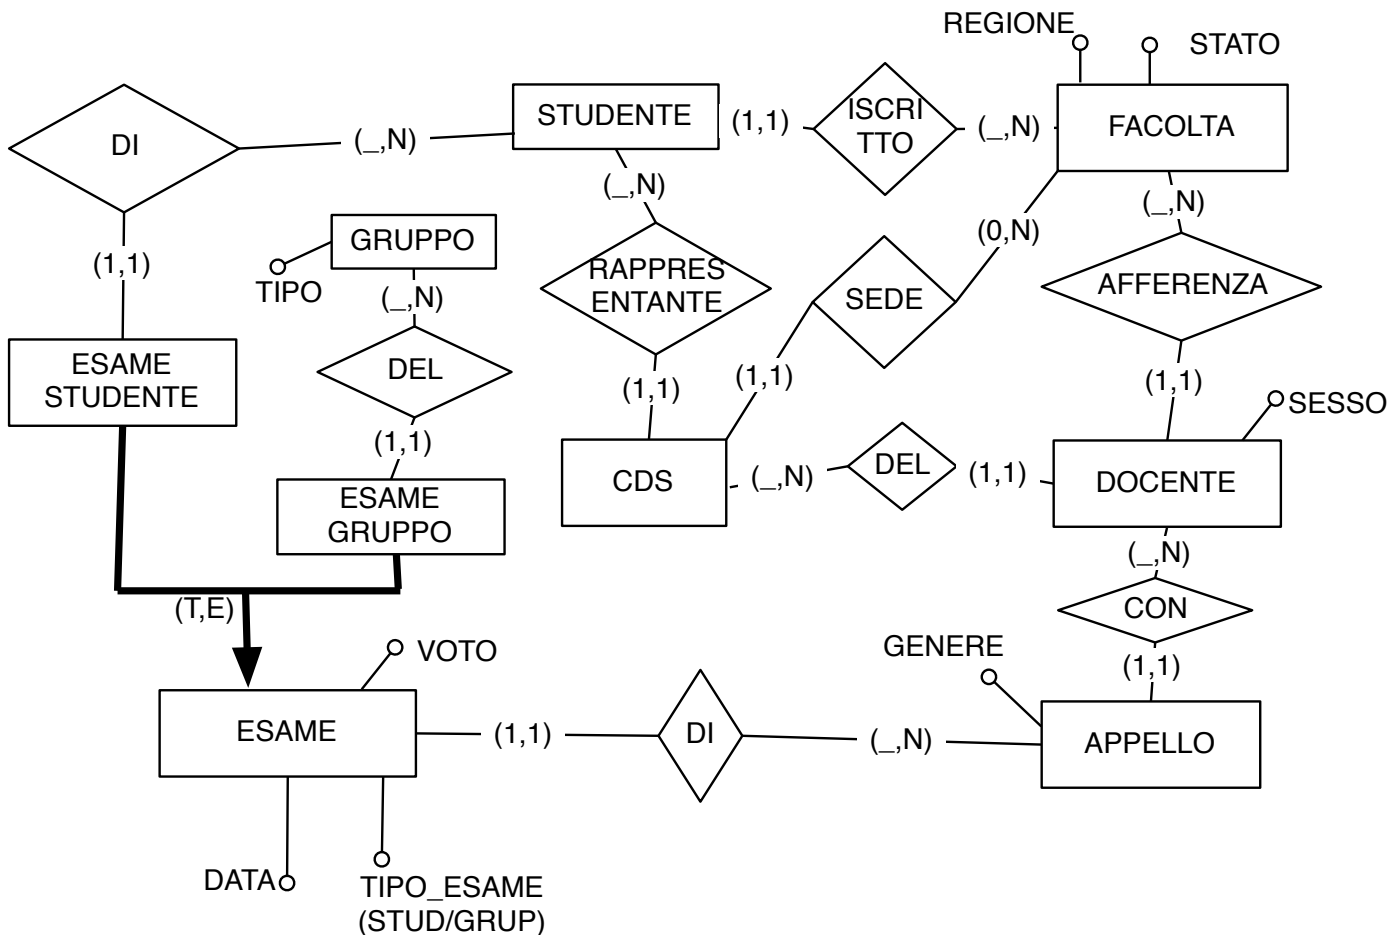 REGIONE
STATO
DI
(_,N)
STUDENTE
(1,1)
ISCRI
TTO
(_,N)
FACOLTA
(_,N)
(_,N)
(0,N)
(1,1)
GRUPPO
TIPO
(_,N)
RAPPRES
ENTANTE
SEDE
AFFERENZA
ESAME
STUDENTE
DEL
(1,1)
(1,1)
(1,1)
SESSO
(1,1)
CDS
(_,N)
DEL
(1,1)
DOCENTE
ESAME
GRUPPO
(_,N)
(T,E)
CON
VOTO
GENERE
(1,1)
ESAME
(1,1)
DI
(_,N)
APPELLO
DATA
TIPO_ESAME
(STUD/GRUP)